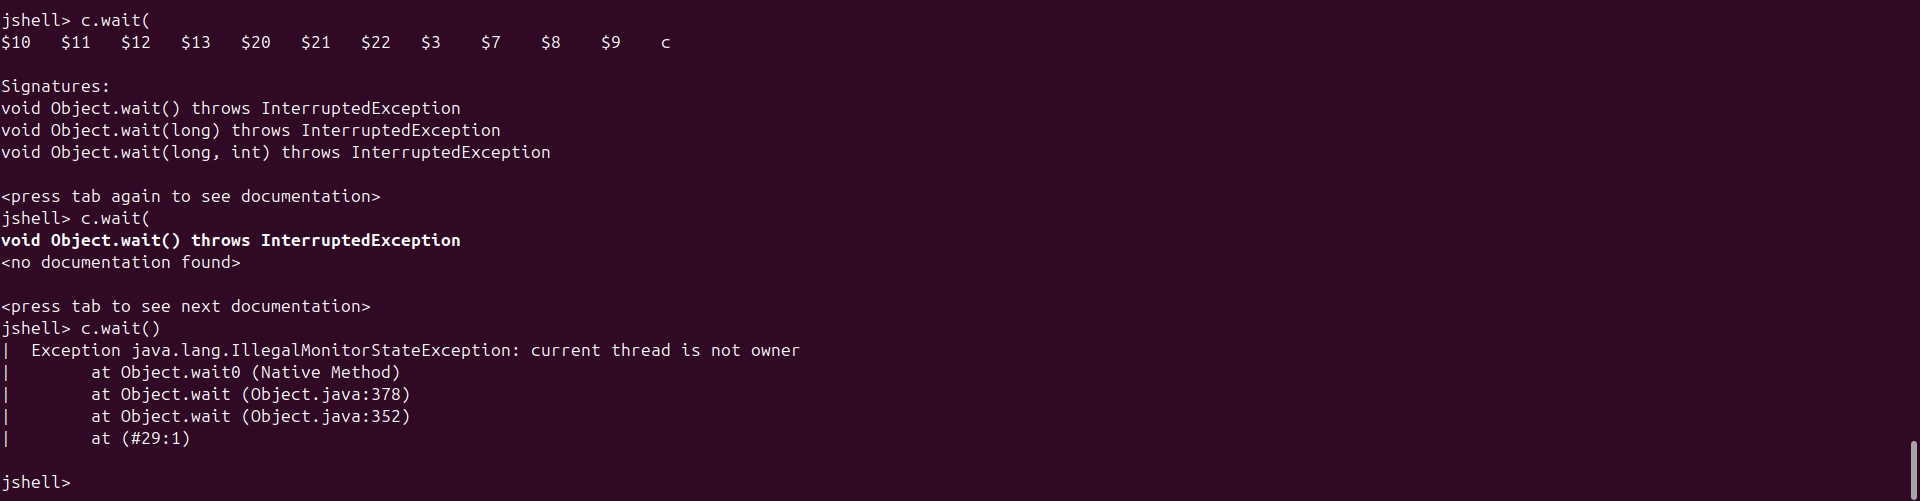 jshell> c.wait(
$10   $11   $12   $13   $20   $21   $22   $3    $7    $8    $9    c
Signatures:
void Object.wait() throws InterruptedException
void Object.wait(long) throws InterruptedException
void Object.wait(long, int) throws InterruptedException
<press tab again to see documentation>
jshell> c.wait(
void Object.wait() throws InterruptedException
<no documentation found>
<press tab to see next documentation>
jshell> c.wait()
|  Exception java.lang.IllegalMonitorStateException: current thread is not owner
|        at Object.wait0 (Native Method)
|        at Object.wait (Object.java:378)
|        at Object.wait (Object.java:352)
|        at (#29:1)
jshell>